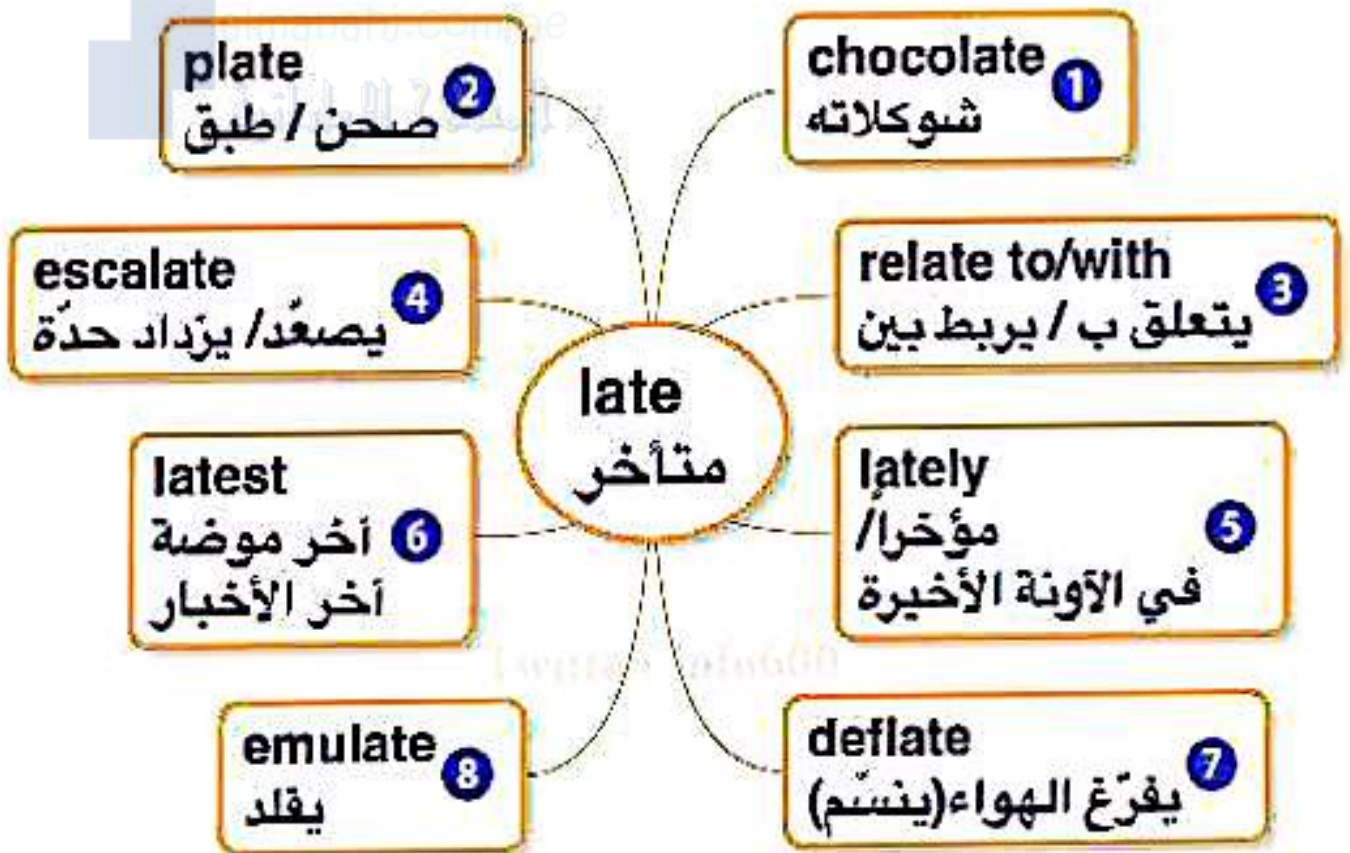 late
متأخر
chocolate
1
شوكلاته
plate
2
صحن / طبق
relate to/with
3
يتعلق ب / يربط بين
escalate
4
يصعّد/ يزداد حدّة
lately
مؤخراً/
5
في الآونة الأخيرة
latest
أخر موضة
6
أخر الأخبار
deflate
7
يفرّغ الهواء(ينسّم)
emulate
8
يقلد